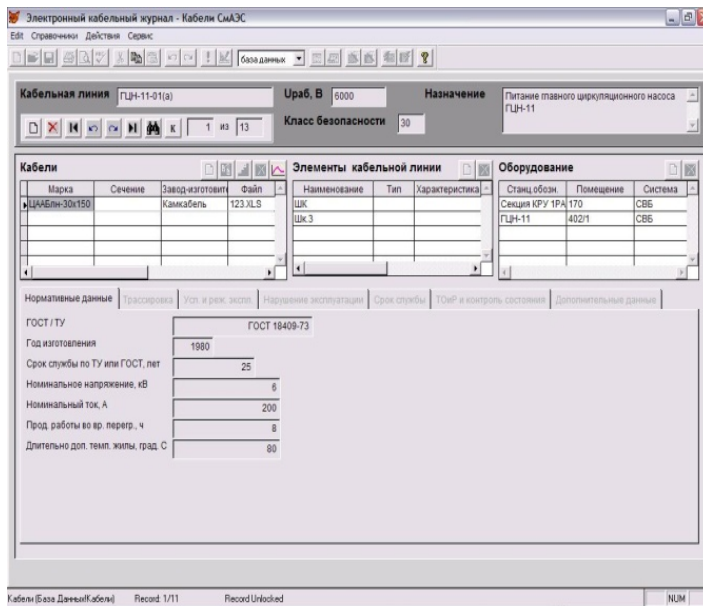 Электронный кабельный журнал - Кабели СмАЭС
Edit Справочники Действия Сервис
база данных
Кабельная линия ГЦН-11-01(а) Uраб, В 6000 Назначение Питание главного циркуляционного насоса ГЦН-11
К 1 из 13 Класс безопасности 30
Кабели Элементы кабельной линии Оборудование
Марка Сечение Завод-изготовите Файл Наименование Тип Характеристика Станц.обозн. Помещение Система
ЦААБлн-30х150 Камкабель 123.XLS ШК Секция КРУ 1РА 170 СВБ
Шк.3 ГЦН-11 402/1 СВБ
Нормативные данные Трассировка Усл. и реж. экспл. Нарушение эксплуатации Срок службы ТОиР и контроль состояния Дополнительные данные
ГОСТ / ТУ ГОСТ 18409-73
Год изготовления 1980
Срок службы по ТУ или ГОСТ, лет 25
Номинальное напряжение, кВ 6
Номинальный ток, А 200
Прод. работы во вр. перегр., ч 8
Длительно доп. темп. жилы, град. С 80
Кабели (База Данных!Кабели) Record: 1/11 Record Unlocked NUM